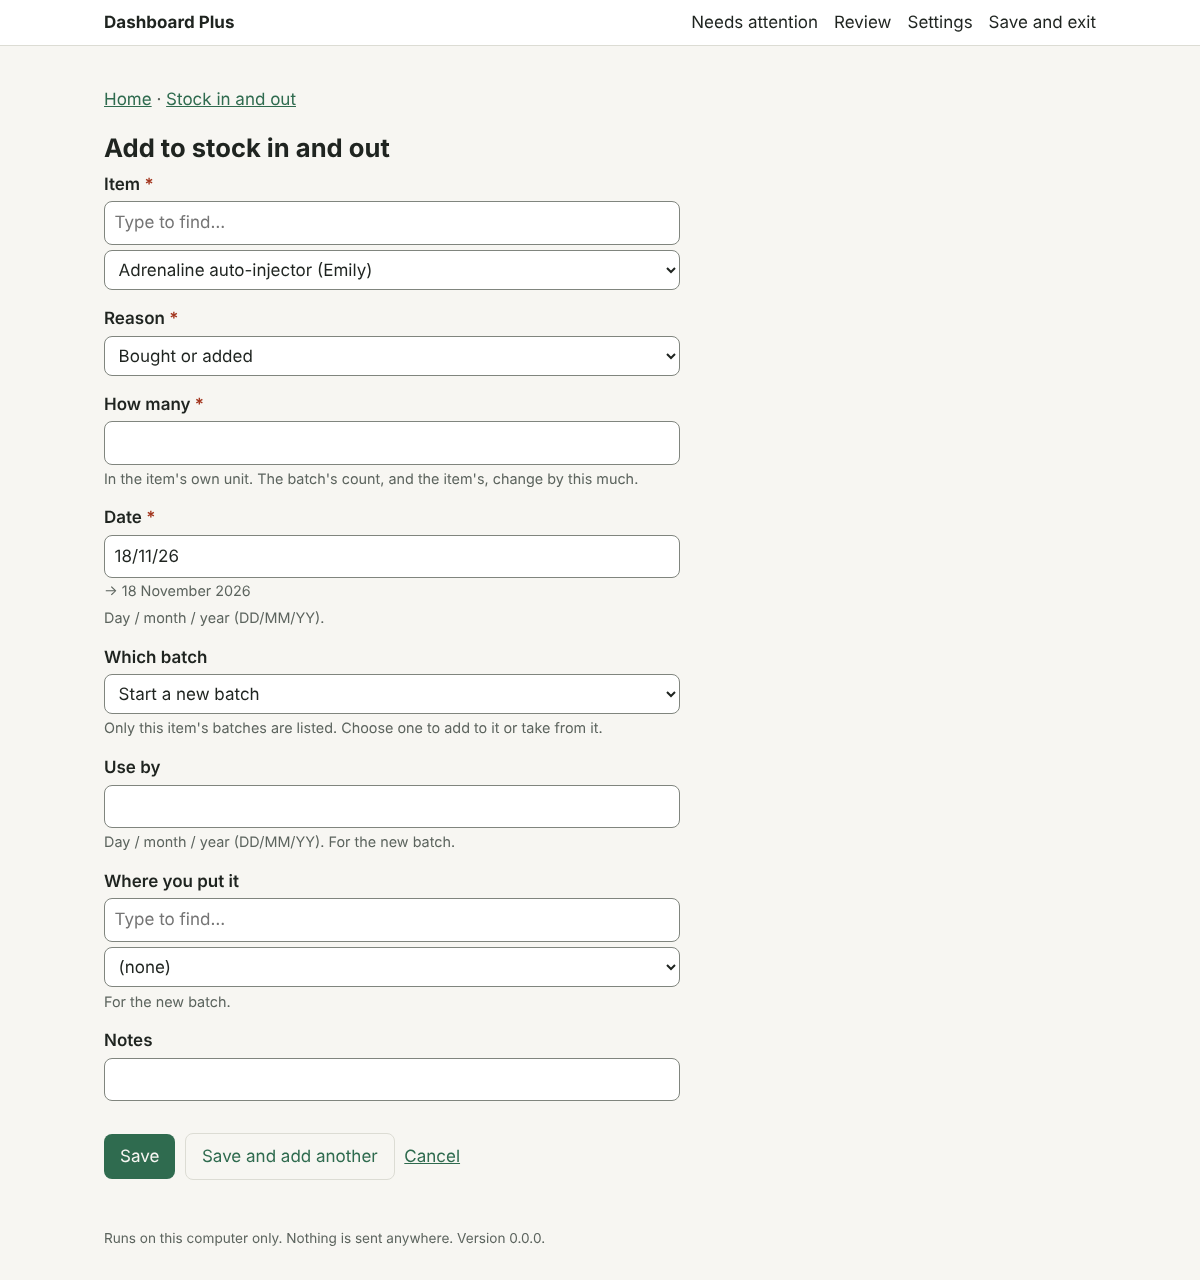 Dashboard Plus
Needs attention Review Settings Save and exit
Home · Stock in and out
Add to stock in and out
Item *
Type to find...
Adrenaline auto-injector (Emily)
Reason *
Bought or added
How many *
In the item's own unit. The batch's count, and the item's, change by this much.
Date *
18/11/26
→ 18 November 2026
Day / month / year (DD/MM/YY).
Which batch
Start a new batch
Only this item's batches are listed. Choose one to add to it or take from it.
Use by
Day / month / year (DD/MM/YY). For the new batch.
Where you put it
Type to find...
(none)
For the new batch.
Notes
Save Save and add another Cancel
Runs on this computer only. Nothing is sent anywhere. Version 0.0.0.